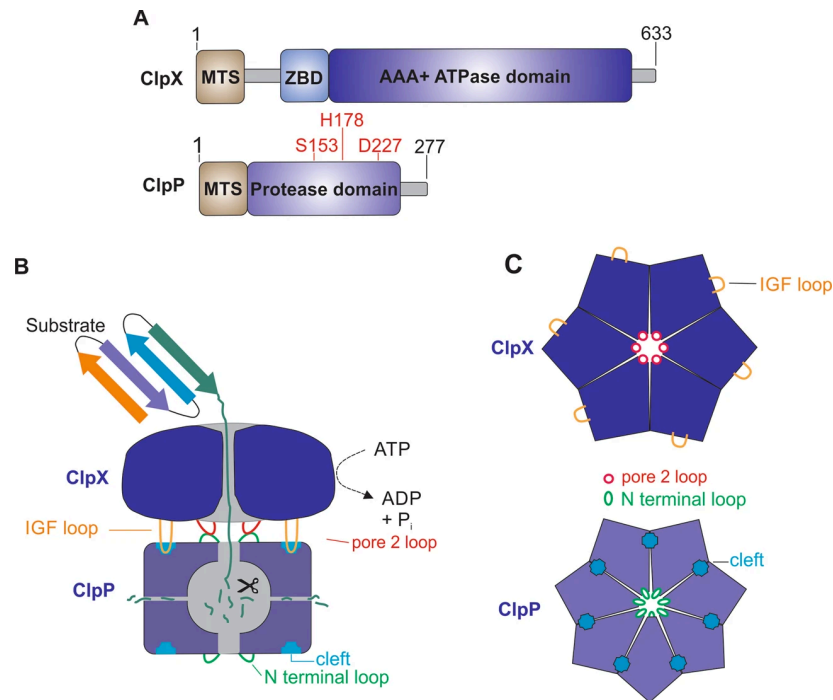 A
1
633
ClpX
MTS
ZBD
AAA+ ATPase domain
H178
1
S153
D227
277
ClpP
MTS
Protease domain
B
Substrate
ClpX
ATP
ADP
+ Pi
IGF loop
pore 2 loop
ClpP
cleft
N terminal loop
C
IGF loop
ClpX
pore 2 loop
N terminal loop
cleft
ClpP